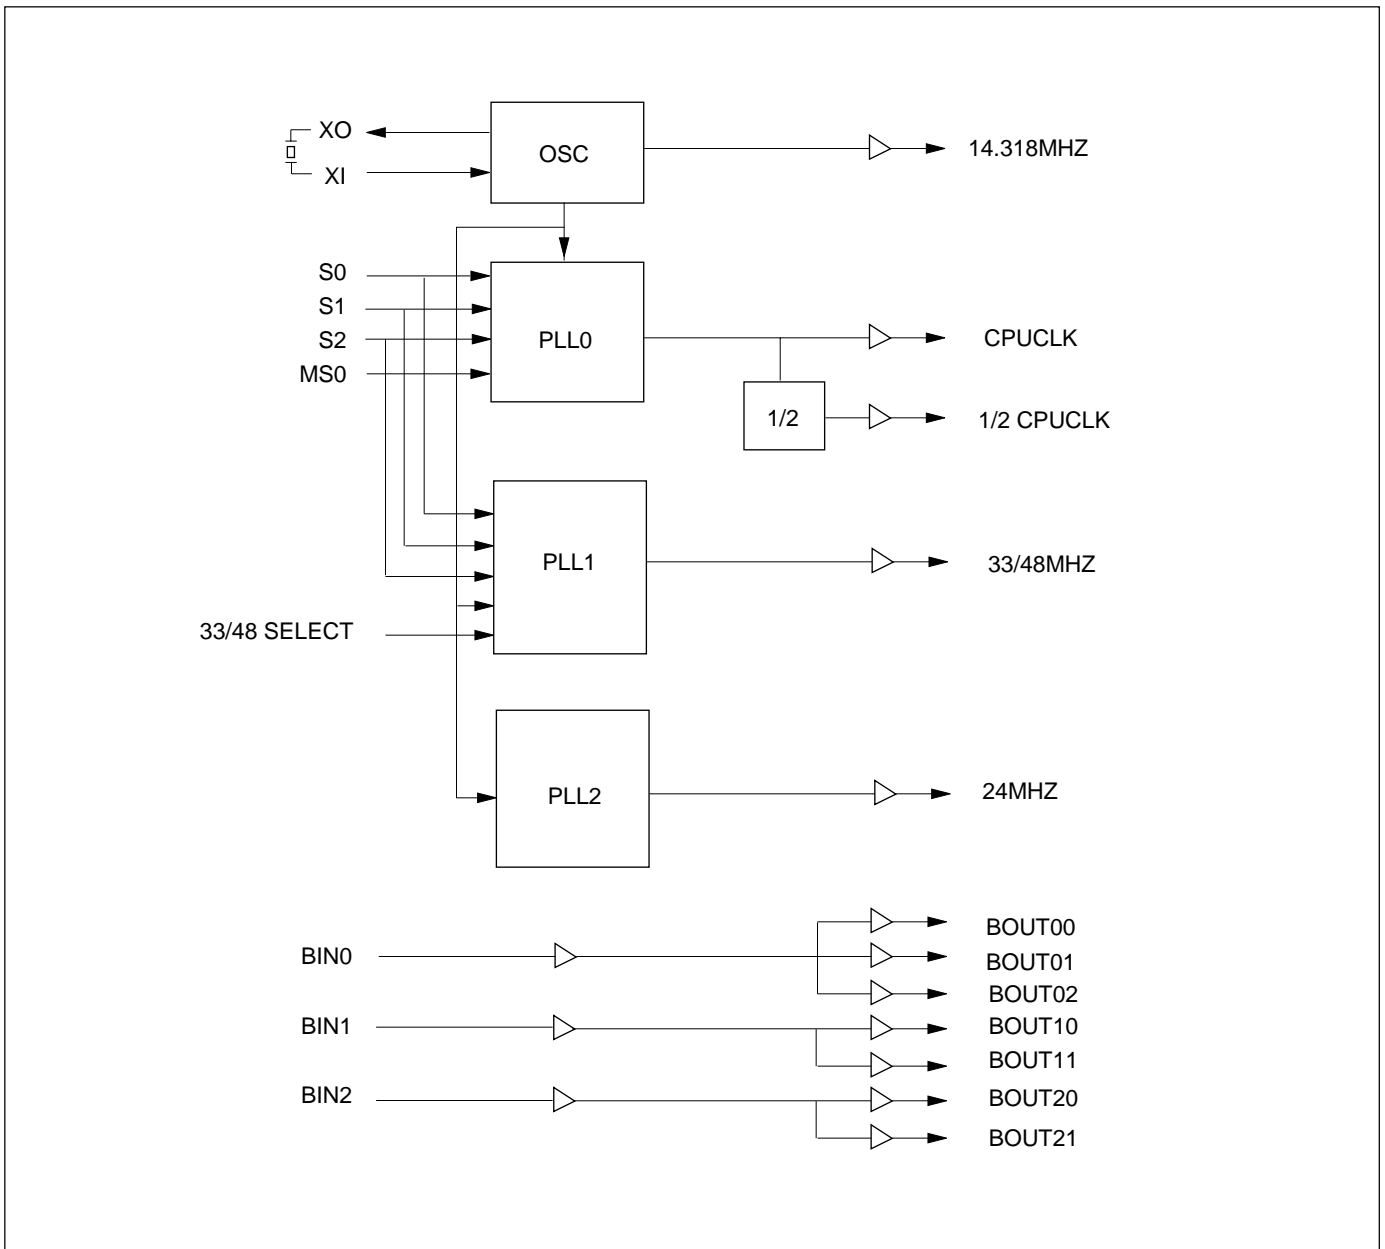 XO
XI
OSC
14.318MHZ
S0
S1
S2
MS0
PLL0
CPUCLK
1/2
1/2 CPUCLK
PLL1
33/48MHZ
33/48 SELECT
PLL2
24MHZ
BIN0
BOUT00
BOUT01
BOUT02
BIN1
BOUT10
BOUT11
BIN2
BOUT20
BOUT21